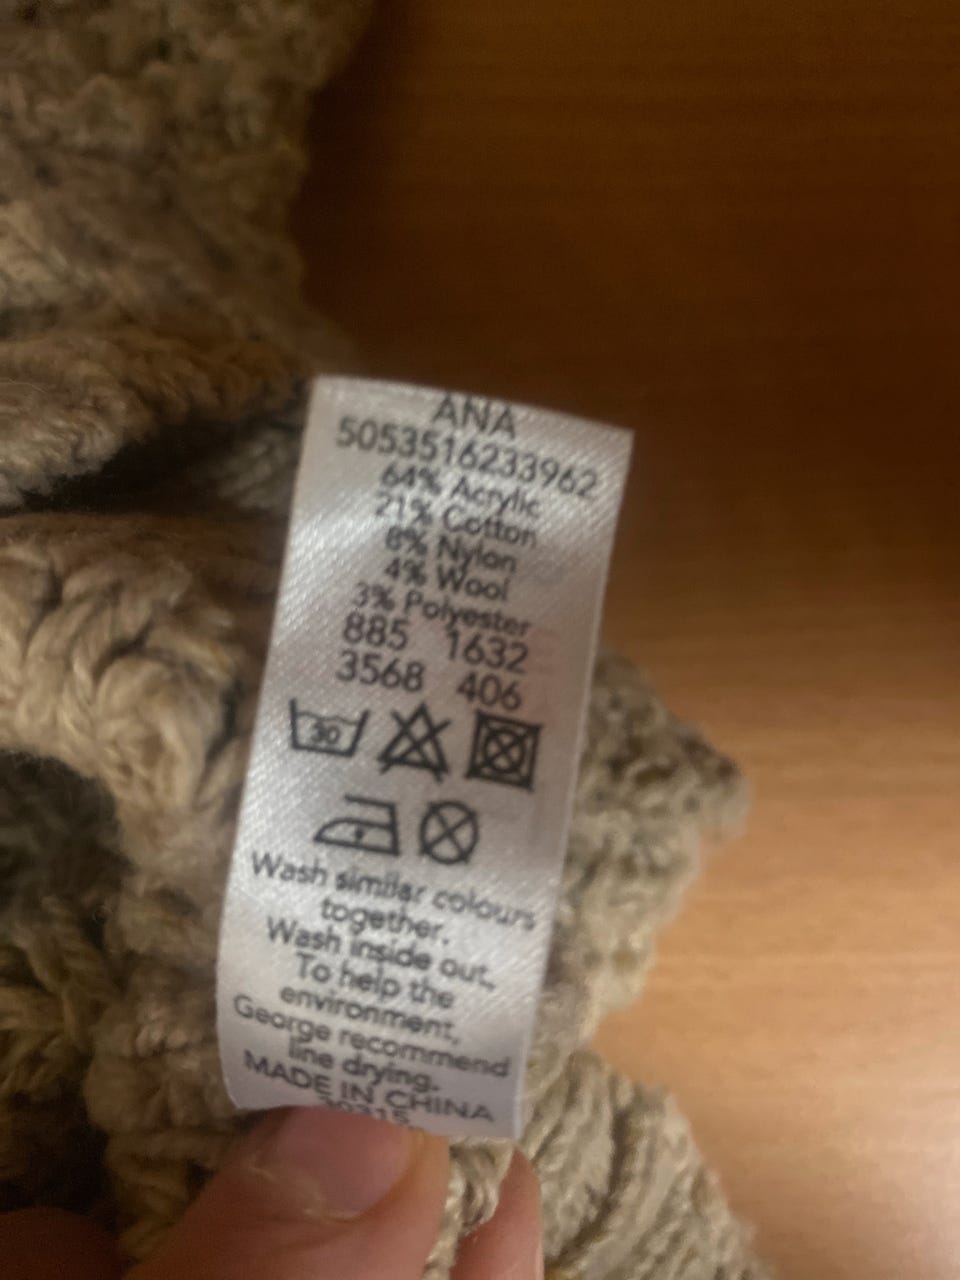 ANA
5053516233962
64% Acrylic
21% Cotton
8% Nylon
4% Wool
3% Polyester
885 1632
3568 406
30
Wash similar colours
together.
Wash inside out.
To help the
environment,
George recommend
line drying.
MADE IN CHINA